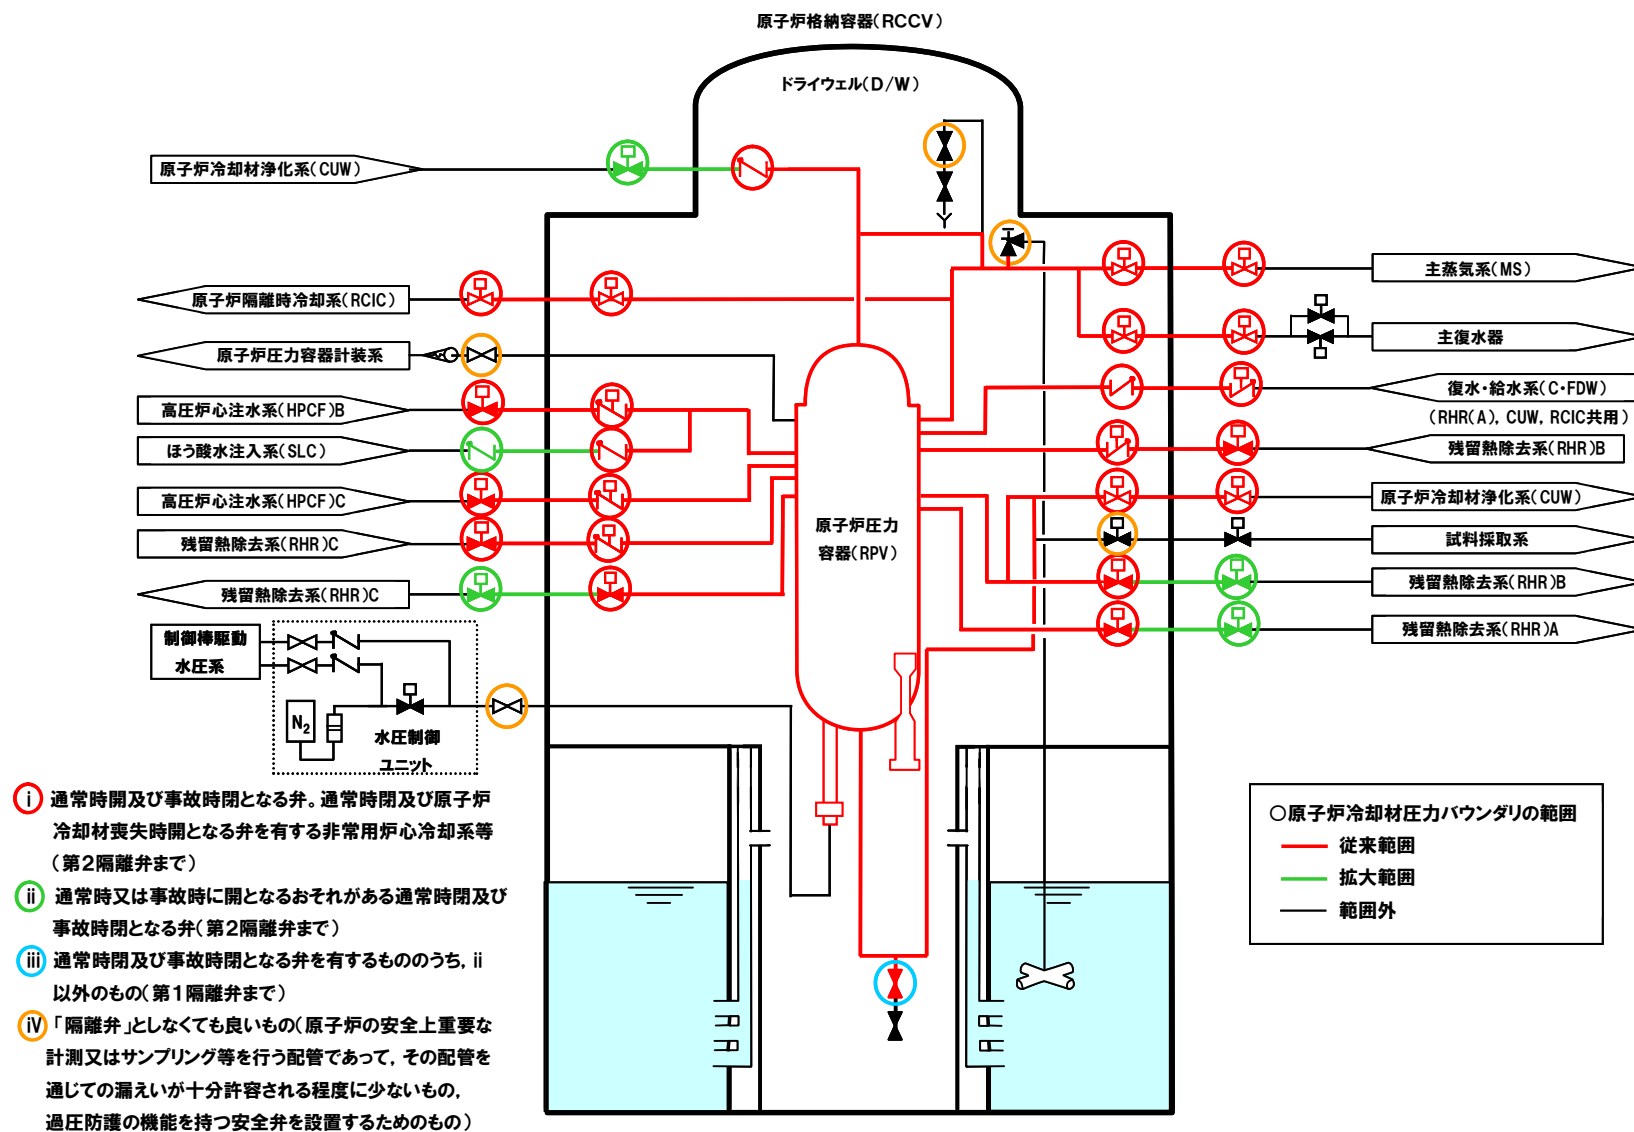 原子炉格納容器(RCCV)
ドライウェル(D/W)
原子炉冷却材浄化系(CUW)
原子炉隔離時冷却系(RCIC)
原子炉圧力容器計装系
高圧炉心注水系(HPCF)B
ほう酸水注入系(SLC)
高圧炉心注水系(HPCF)C
残留熱除去系(RHR)C
残留熱除去系(RHR)C
制御棒駆動
水圧系
N2
水圧制御
ユニット
原子炉圧力
容器(RPV)
主蒸気系(MS)
主復水器
復水・給水系(C・FDW)
(RHR(A), CUW, RCIC共用)
残留熱除去系(RHR)B
原子炉冷却材浄化系(CUW)
試料採取系
残留熱除去系(RHR)B
残留熱除去系(RHR)A
i 通常時開及び事故時閉となる弁。通常時閉及び原子炉
冷却材喪失時開となる弁を有する非常用炉心冷却系等
(第2隔離弁まで)
ii 通常時又は事故時に開となるおそれがある通常時閉及び
事故時閉となる弁(第2隔離弁まで)
iii 通常時閉及び事故時閉となる弁を有するもののうち, ii
以外のもの(第1隔離弁まで)
iV 「隔離弁」としなくても良いもの(原子炉の安全上重要な
計測又はサンプリング等を行う配管であって, その配管を
通じての漏えいが十分許容される程度に少ないもの,
過圧防護の機能を持つ安全弁を設置するためのもの)
○原子炉冷却材圧力バウンダリの範囲
従来範囲
拡大範囲
範囲外